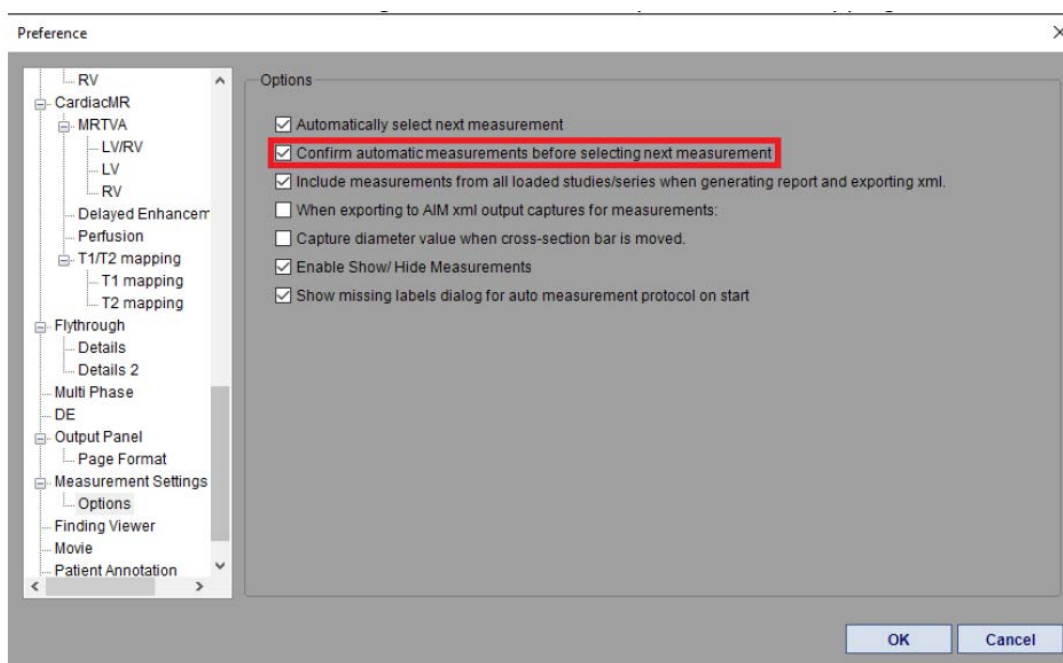 Preference
RV
CardiacMR
MRTVA
LV/RV
LV
RV
Delayed Enhancem
Perfusion
T1/T2 mapping
T1 mapping
T2 mapping
Flythrough
Details
Details 2
Multi Phase
DE
Output Panel
Page Format
Measurement Settings
Options
Finding Viewer
Movie
Patient Annotation
Options
Automatically select next measurement
Confirm automatic measurements before selecting next measurement
Include measurements from all loaded studies/series when generating report and exporting xml.
When exporting to AIM xml output captures for measurements:
Capture diameter value when cross-section bar is moved.
Enable Show/ Hide Measurements
Show missing labels dialog for auto measurement protocol on start
OK
Cancel